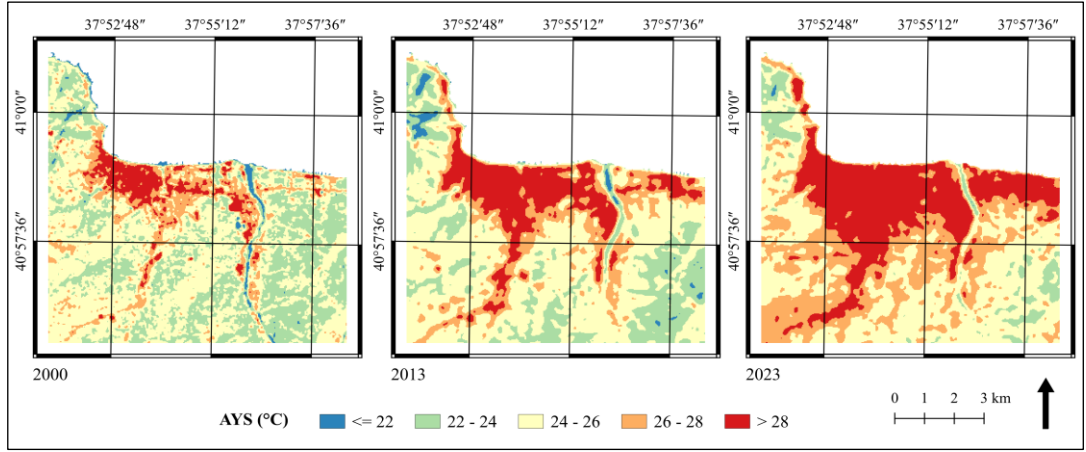 37°52'48" 37°55'12" 37°57'36" 37°52'48" 37°55'12" 37°57'36" 37°52'48" 37°55'12" 37°57'36"
41°0'0" 41°0'0" 41°0'0"
40°57'36" 40°57'36" 40°57'36"
2000 2013 2023
AYS (°C) <= 22 22 - 24 24 - 26 26 - 28 > 28
0 1 2 3 km